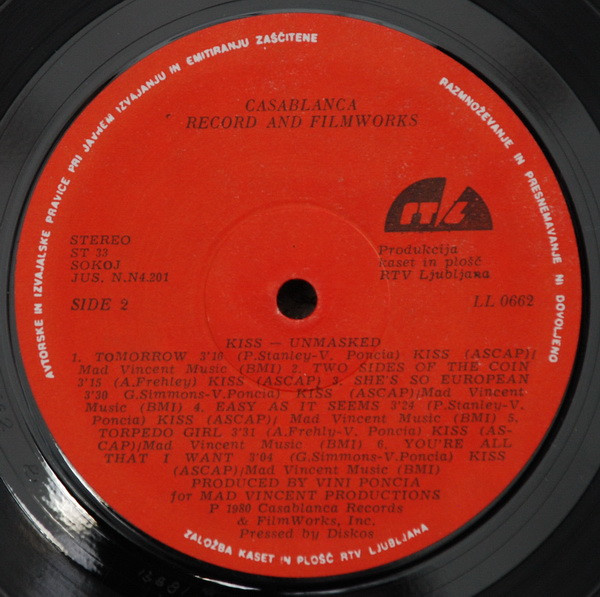 AVTORSKE IN IZVAJALSKE PRAVICE PRI JAVNEM IZVAJANJU IN EMITIRANJU ZAŠČITENE
RAZMNOŽEVANJE IN PRESNEMAVANJE NI DOVOLJENO
CASABLANCA
RECORD AND FILMWORKS
RTVL
STEREO
ST 33
SOKOJ
JUS, N.N4.201
Produkcija
kaset in plošč
RTV Ljubljana
SIDE 2
LL 0662
KISS — UNMASKED
1. TOMORROW 3'10 (P.Stanley-V. Poncia) KISS (ASCAP)/
Mad Vincent Music (BMI) 2. TWO SIDES OF THE COIN
3'15 (A.Frehley) KISS (ASCAP) 3. SHE'S SO EUROPEAN
3'30 G.Simmons-V.Poncia) KISS (ASCAP)/Mad Vincent
Music (BMI) 4. EASY AS IT SEEMS 3'24 (P.Stanley-V.
Poncia) KISS (ASCAP)/ Mad Vincent Music (BMI) 5.
TORPEDO GIRL 3'31 (A.Frehly-V. Poncia) KISS (AS-
CAP)/Mad Vincent Music (BMI) 6. YOU'RE ALL
THAT I WANT 3'04 (G.Simmons-V.Poncia) KISS
(ASCAP)/Mad Vincent Music (BMI)
PRODUCED BY VINI PONCIA
for MAD VINCENT PRODUCTIONS
P 1980 Casablanca Records
& FilmWorks, Inc.
Pressed by Diskos
ZALOŽBA KASET IN PLOŠČ RTV LJUBLJANA